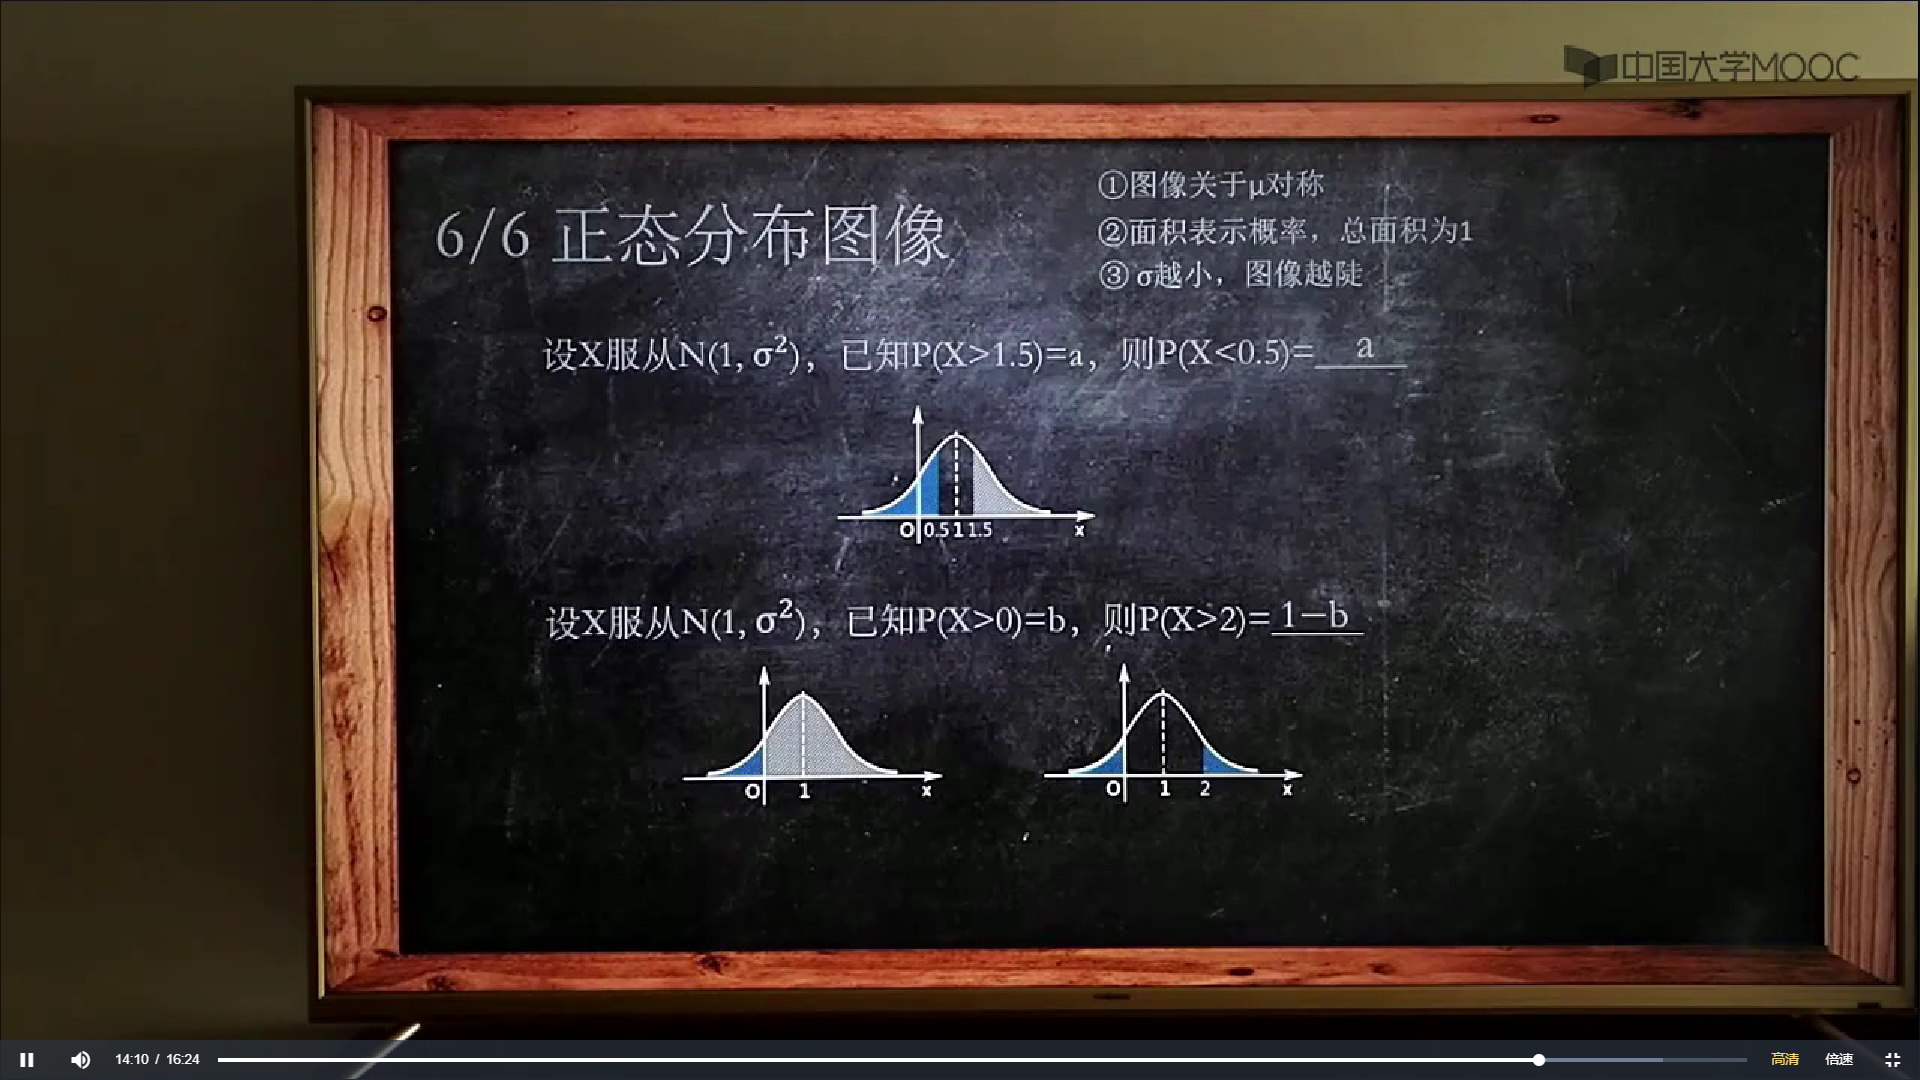 中国大学MOOC
①图像关于μ对称
6/6 正态分布图像
②面积表示概率，总面积为1
③ σ越小，图像越陡
设X服从N(1, σ²)，已知P(X>1.5)=a，则P(X<0.5)=__a__
O 0.5 1 1.5 x
设X服从N(1, σ²)，已知P(X>0)=b，则P(X>2)=_1−b_
O 1 x
O 1 2 x
14:10 / 16:24 高清 倍速